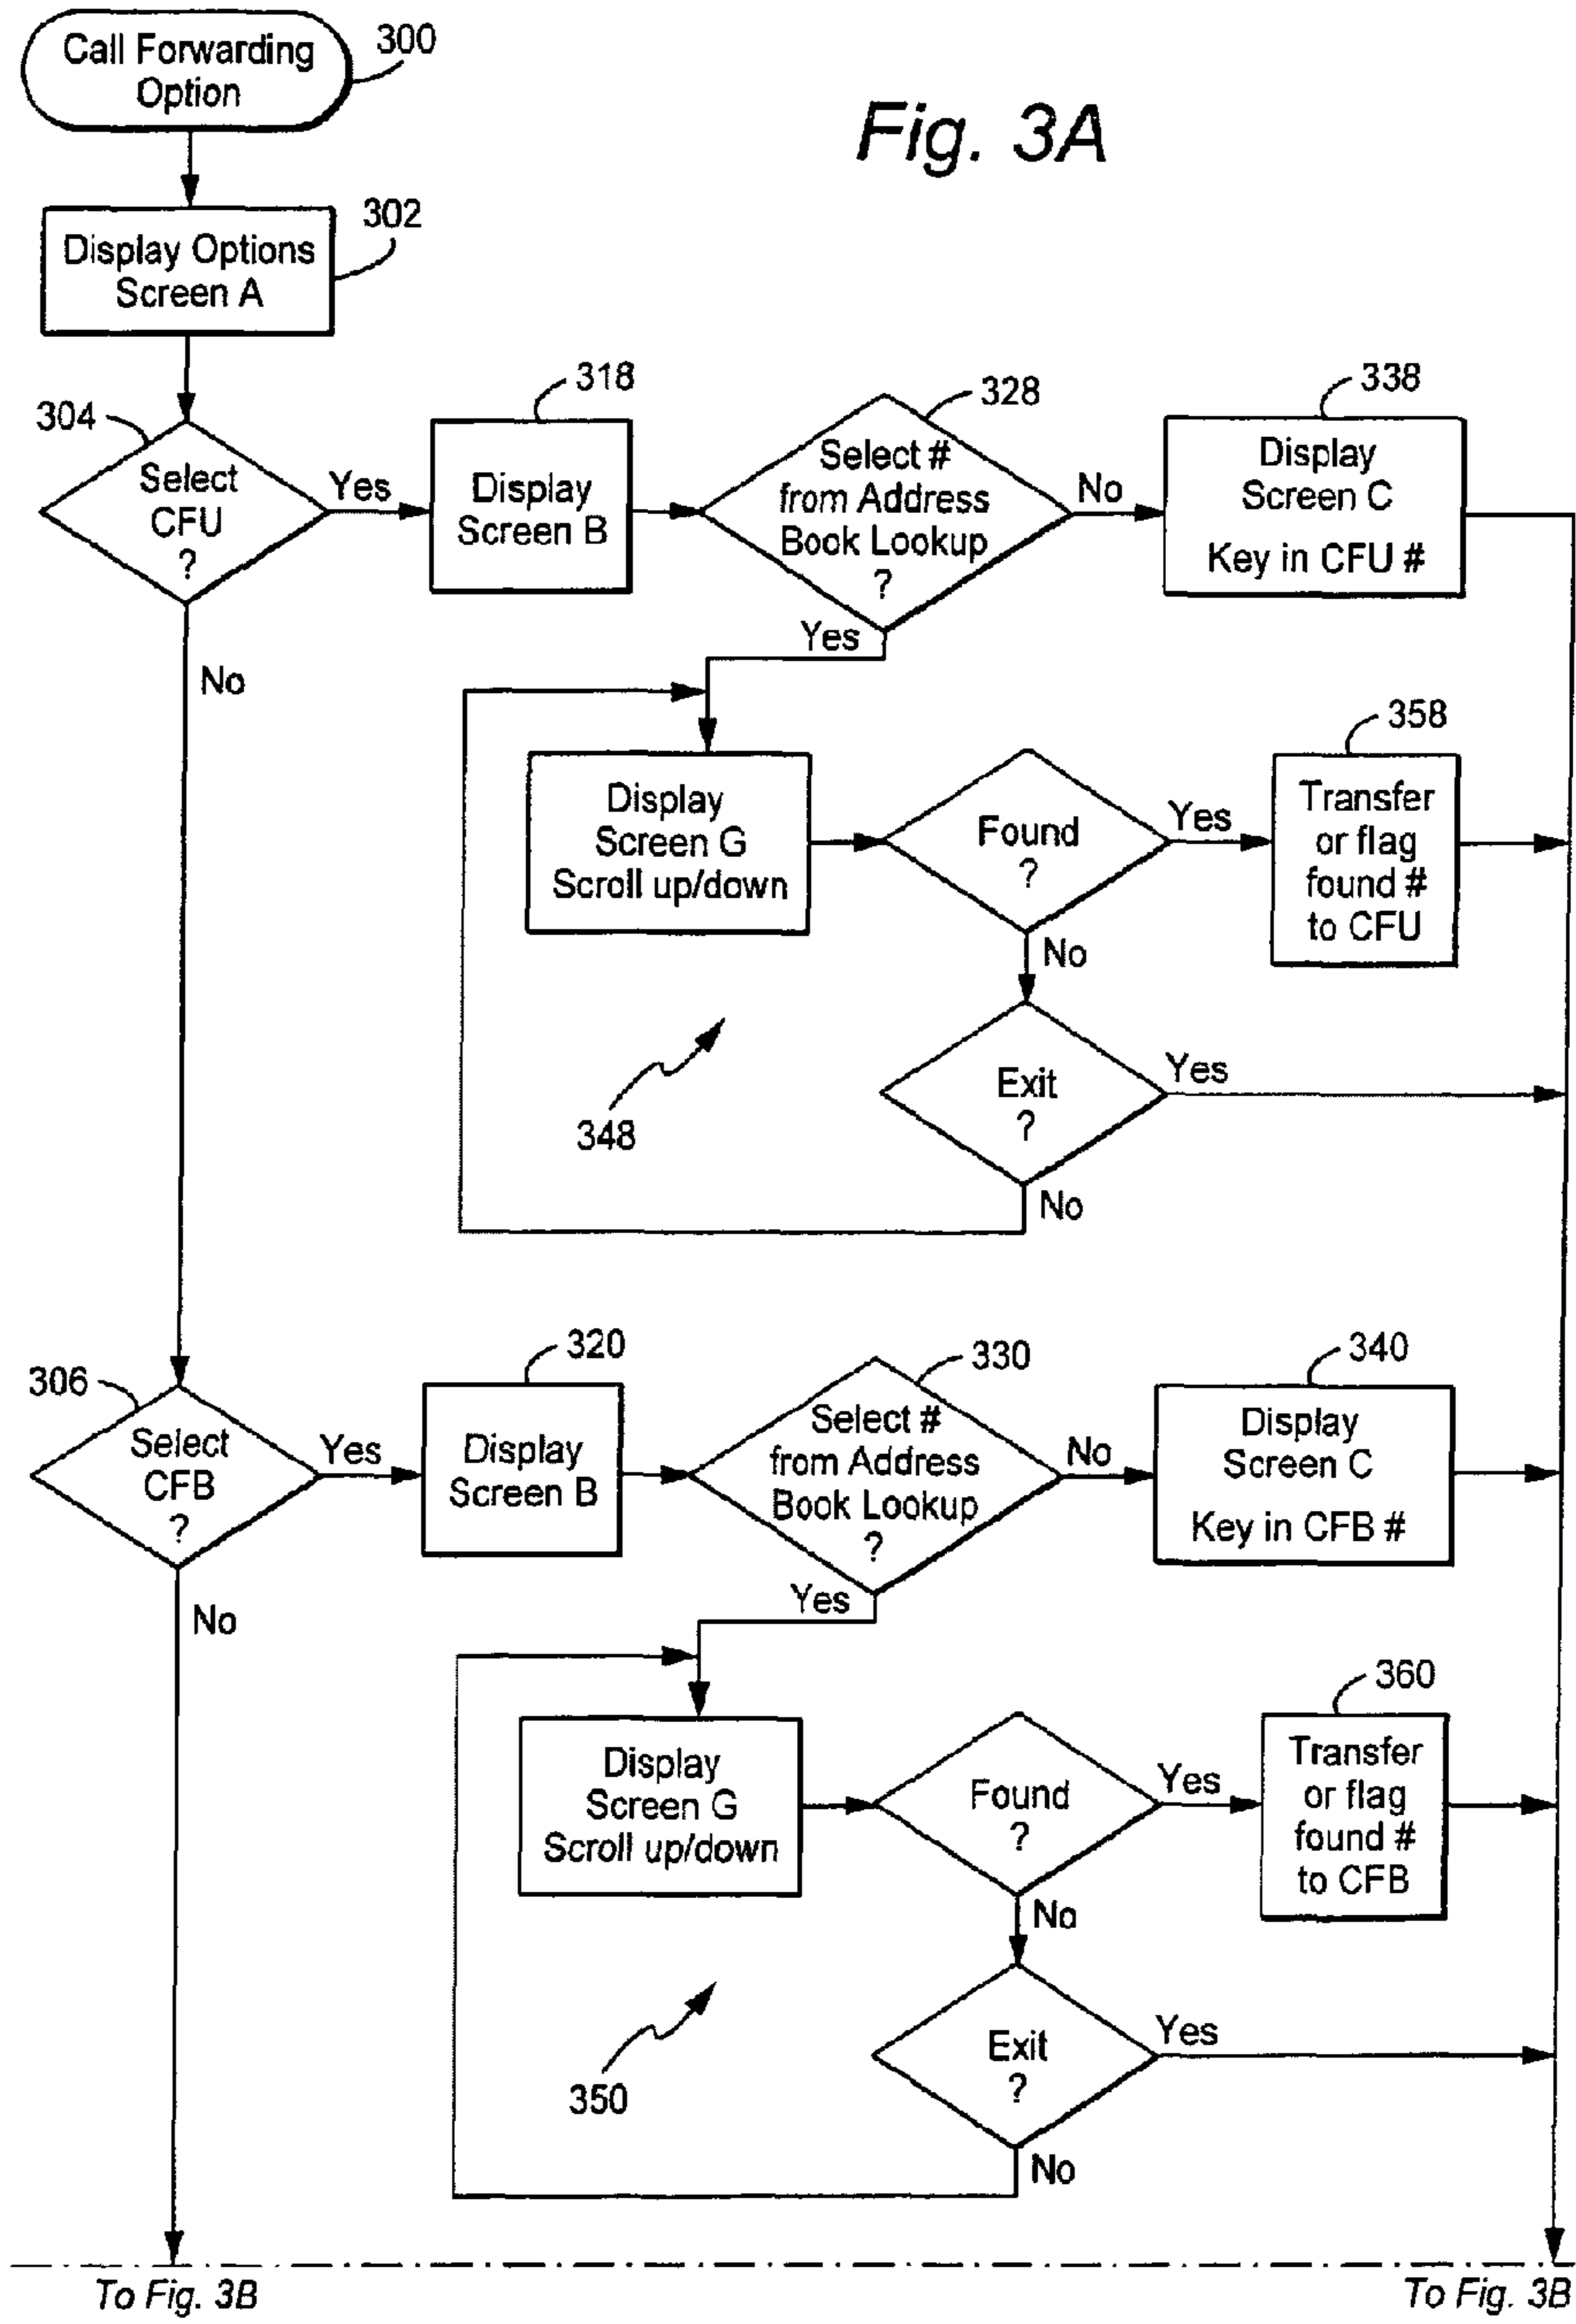 Call Forwarding
Option
300
Fig. 3A
302
Display Options
Screen A
304
Select
CFU
?
Yes
No
318
Display
Screen B
328
Select #
from Address
Book Lookup
?
No
Yes
338
Display
Screen C
Key in CFU #
Display
Screen G
Scroll up/down
Found
?
Yes
No
358
Transfer
or flag
found #
to CFU
348
Exit
?
Yes
No
306
Select
CFB
?
Yes
No
320
Display
Screen B
330
Select #
from Address
Book Lookup
?
No
Yes
340
Display
Screen C
Key in CFB #
Display
Screen G
Scroll up/down
Found
?
Yes
No
360
Transfer
or flag
found #
to CFB
350
Exit
?
Yes
No
To Fig. 3B
To Fig. 3B